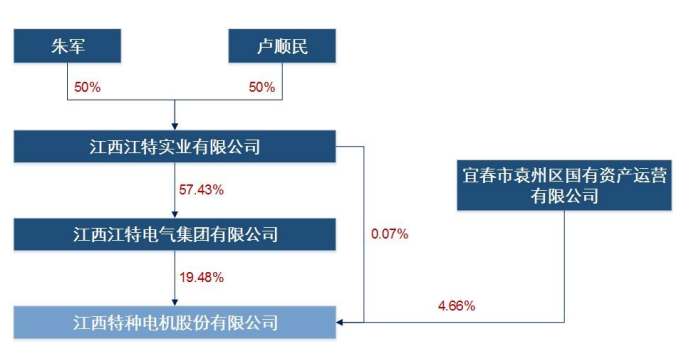 朱军
卢顺民
50%
50%
江西江特实业有限公司
57.43%
宜春市袁州区国有资产运营
有限公司
江西江特电气集团有限公司
0.07%
19.48%
4.66%
江西特种电机股份有限公司